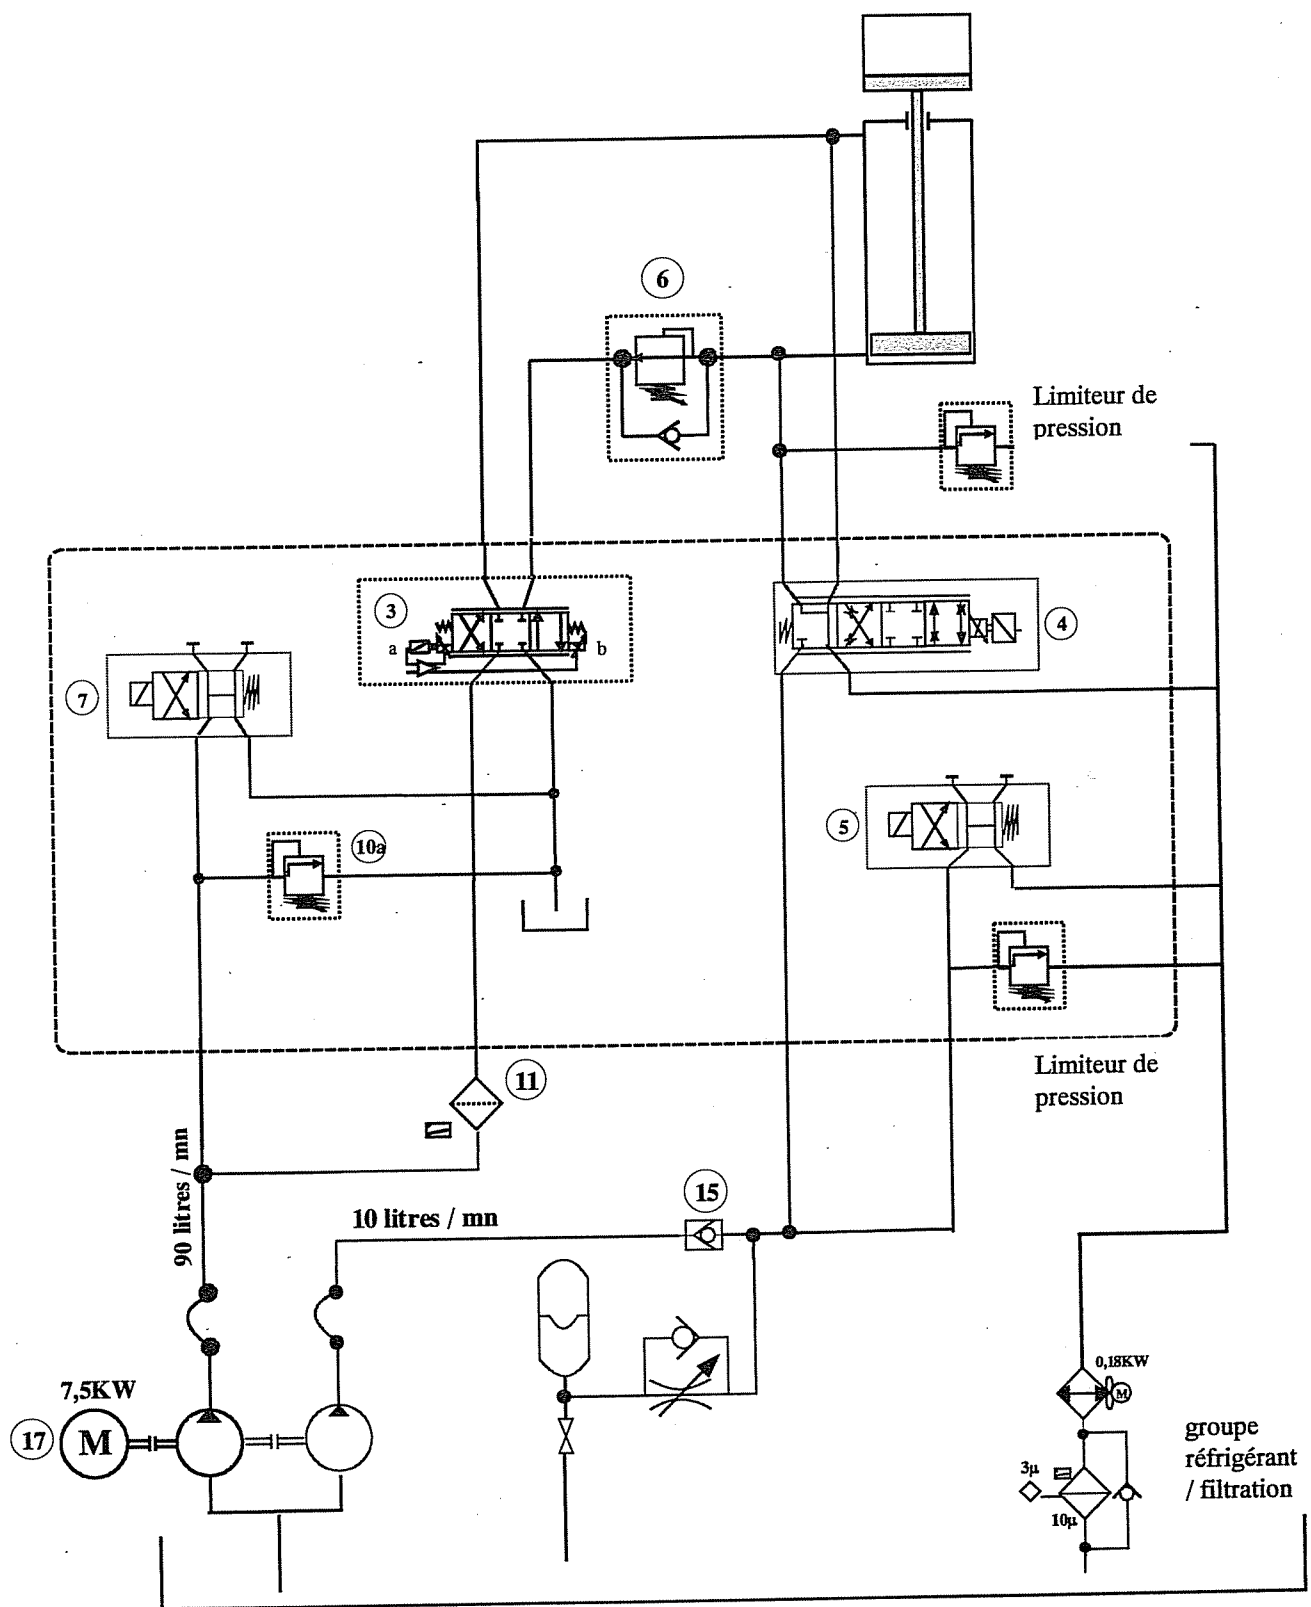 6
Limiteur de
pression
3
a
b
4
7
5
10a
11
Limiteur de
pression
90 litres / mn
15
10 litres / mn
0,18KW
M
7,5KW
17
M
groupe
réfrigérant
/ filtration
3µ
10µ